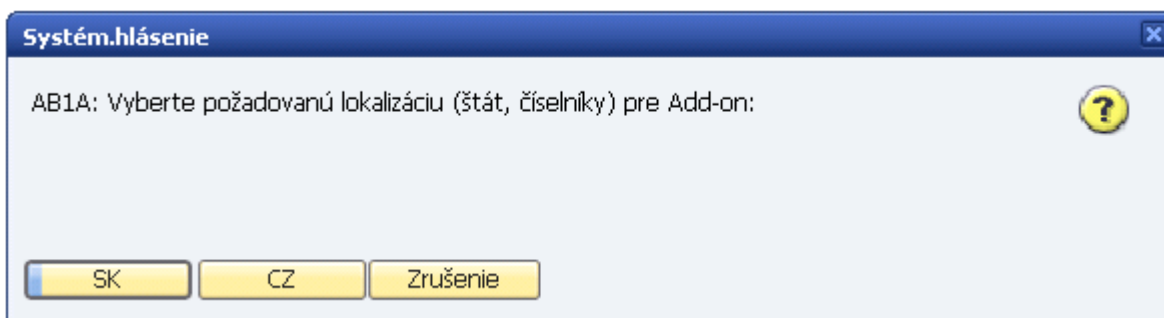 Systém.hlásenie
AB1A: Vyberte požadovanú lokalizáciu (štát, číselníky) pre Add-on:
SK CZ Zrušenie